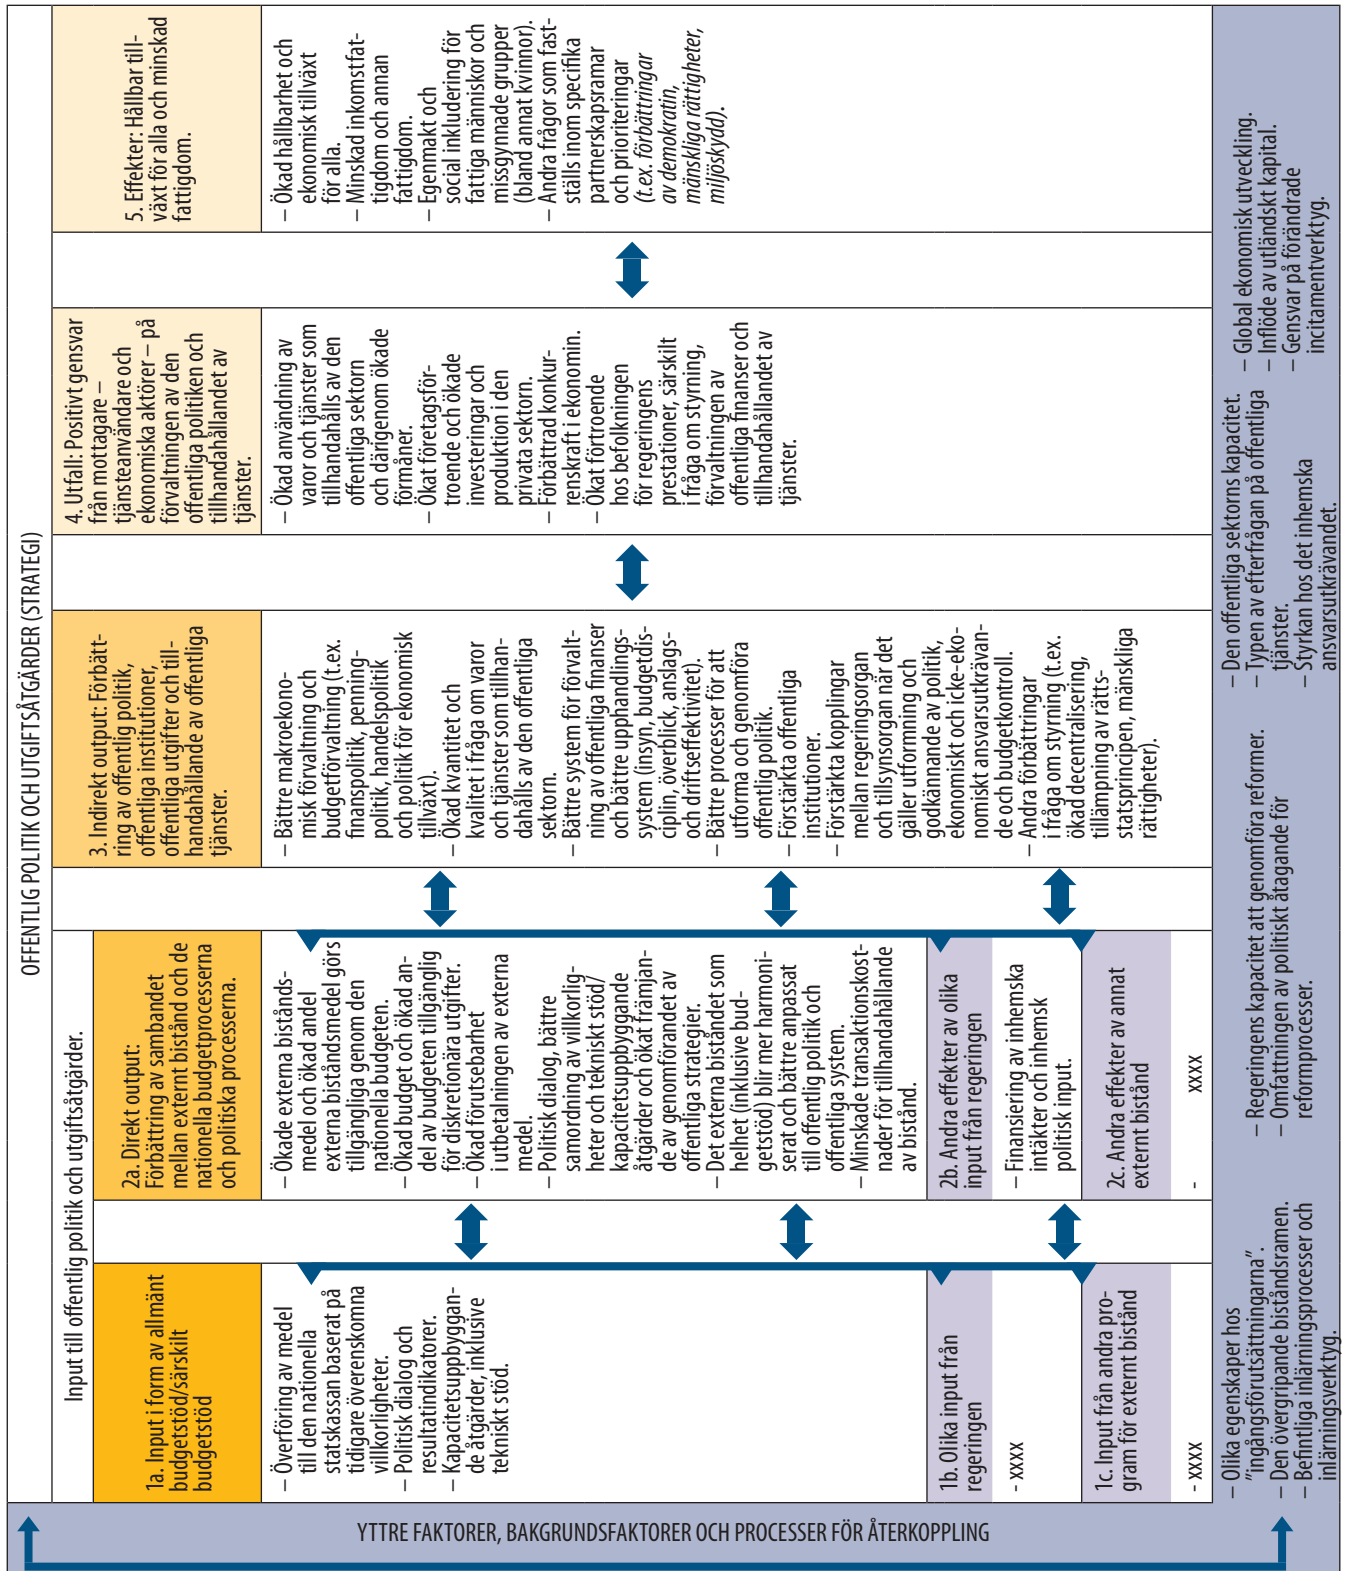 OFFENTLIG POLITIK OCH UTGIFTSÅTGÄRDER (STRATEGI)
Input till offentlig politik och utgiftsåtgärder.
1a. Input i form av allmänt
budgetstöd/särskilt
budgetstöd
– Överföring av medel
till den nationella
statskassan baserat på
tidigare överenskomna
villkorligheter.
– Politisk dialog och
resultatindikatorer.
– Kapacitetsuppbyggan-
de åtgärder, inklusive
tekniskt stöd.
1b. Olika input från
regeringen
- xxxx
1c. Input från andra pro-
gram för externt bistånd
- xxxx
2a. Direkt output:
Förbättring av sambandet
mellan externt bistånd och de
nationella budgetprocesserna
och politiska processerna.
– Ökade externa bistånds-
medel och ökad andel
externa biståndsmedel görs
tillgängliga genom den
nationella budgeten.
– Ökad budget och ökad an-
del av budgeten tillgänglig
för diskretionära utgifter.
– Ökad förutsebarhet
i utbetalningen av externa
medel.
– Politisk dialog, bättre
samordning av villkorlig-
heter och tekniskt stöd/
kapacitetsuppbyggande
åtgärder och ökat främjan-
de av genomförandet av
offentliga strategier.
– Det externa biståndet som
helhet (inklusive bud-
getstöd) blir mer harmoni-
serat och bättre anpassat
till offentlig politik och
offentliga system.
– Minskade transaktionskost-
nader för tillhandahållande
av bistånd.
2b. Andra effekter av olika
input från regeringen
– Finansiering av inhemska
intäkter och inhemsk
politisk input.
2c. Andra effekter av annat
externt bistånd
- xxxx
3. Indirekt output: Förbätt-
ring av offentlig politik,
offentliga institutioner,
offentliga utgifter och till-
handahållande av offentliga
tjänster.
– Bättre makroekono-
misk förvaltning och
budgetförvaltning (t.ex.
finanspolitik, penning-
politik, handelspolitik
och politik för ekonomisk
tillväxt).
– Ökad kvantitet och
kvalitet i fråga om varor
och tjänster som tillhan-
dahålls av den offentliga
sektorn.
– Bättre system för förvalt-
ning av offentliga finanser
och bättre upphandlings-
system (insyn, budgetdis-
ciplin, överblick, anslags-
och driftseffektivitet).
– Bättre processer för att
utforma och genomföra
offentlig politik.
– Förstärkta offentliga
institutioner.
– Förstärkta kopplingar
mellan regeringsorgan
och tillsynsorgan när det
gäller utformning och
godkännande av politik,
ekonomiskt och icke-eko-
nomiskt ansvarsutkrävan-
de och budgetkontroll.
– Andra förbättringar
i fråga om styrning (t.ex.
ökad decentralisering,
tillämpning av rätts-
statsprincipen, mänskliga
rättigheter).
4. Utfall: Positivt gensvar
från mottagare –
tjänsteanvändare och
ekonomiska aktörer – på
förvaltningen av den
offentliga politiken och
tillhandahållandet av
tjänster.
– Ökad användning av
varor och tjänster som
tillhandahålls av den
offentliga sektorn
och därigenom ökade
förmåner.
– Ökat företagsför-
troende och ökade
investeringar och
produktion i den
privata sektorn.
– Förbättrad konkur-
renskraft i ekonomin.
– Ökat förtroende
hos befolkningen
för regeringens
prestationer, särskilt
i fråga om styrning,
förvaltningen av
offentliga finanser och
tillhandahållandet av
tjänster.
5. Effekter: Hållbar till-
växt för alla och minskad
fattigdom.
– Ökad hållbarhet och
ekonomisk tillväxt
för alla.
– Minskad inkomstfat-
tigdom och annan
fattigdom.
– Egenmakt och
social inkludering för
fattiga människor och
missgynnade grupper
(bland annat kvinnor).
– Andra frågor som fast-
ställs inom specifika
partnerskapsramar
och prioriteringar
(t.ex. förbättringar
av demokratin,
mänskliga rättigheter,
miljöskydd).
YTTRE FAKTORER, BAKGRUNDSFAKTORER OCH PROCESSER FÖR ÅTERKOPPLING
– Olika egenskaper hos
”ingångsförutsättningarna”.
– Den övergripande biståndsramen.
– Befintliga inlärningsprocesser och
inlärningsverktyg.
– Regeringens kapacitet att genomföra reformer.
– Omfattningen av politiskt åtagande för
reformprocesser.
– Den offentliga sektorns kapacitet.
– Typen av efterfrågan på offentliga
tjänster.
– Styrkan hos det inhemska
ansvarsutkrävandet.
– Global ekonomisk utveckling.
– Inflöde av utländskt kapital.
– Gensvar på förändrade
incitamentverktyg.